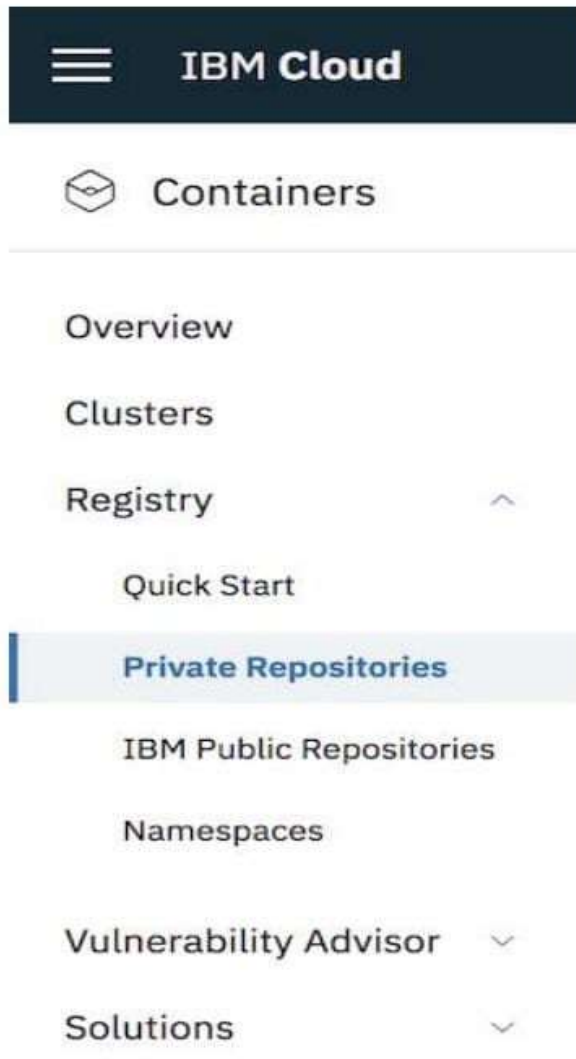 IBM Cloud
Containers
Overview
Clusters
Registry
Quick Start
Private Repositories
IBM Public Repositories
Namespaces
Vulnerability Advisor
Solutions